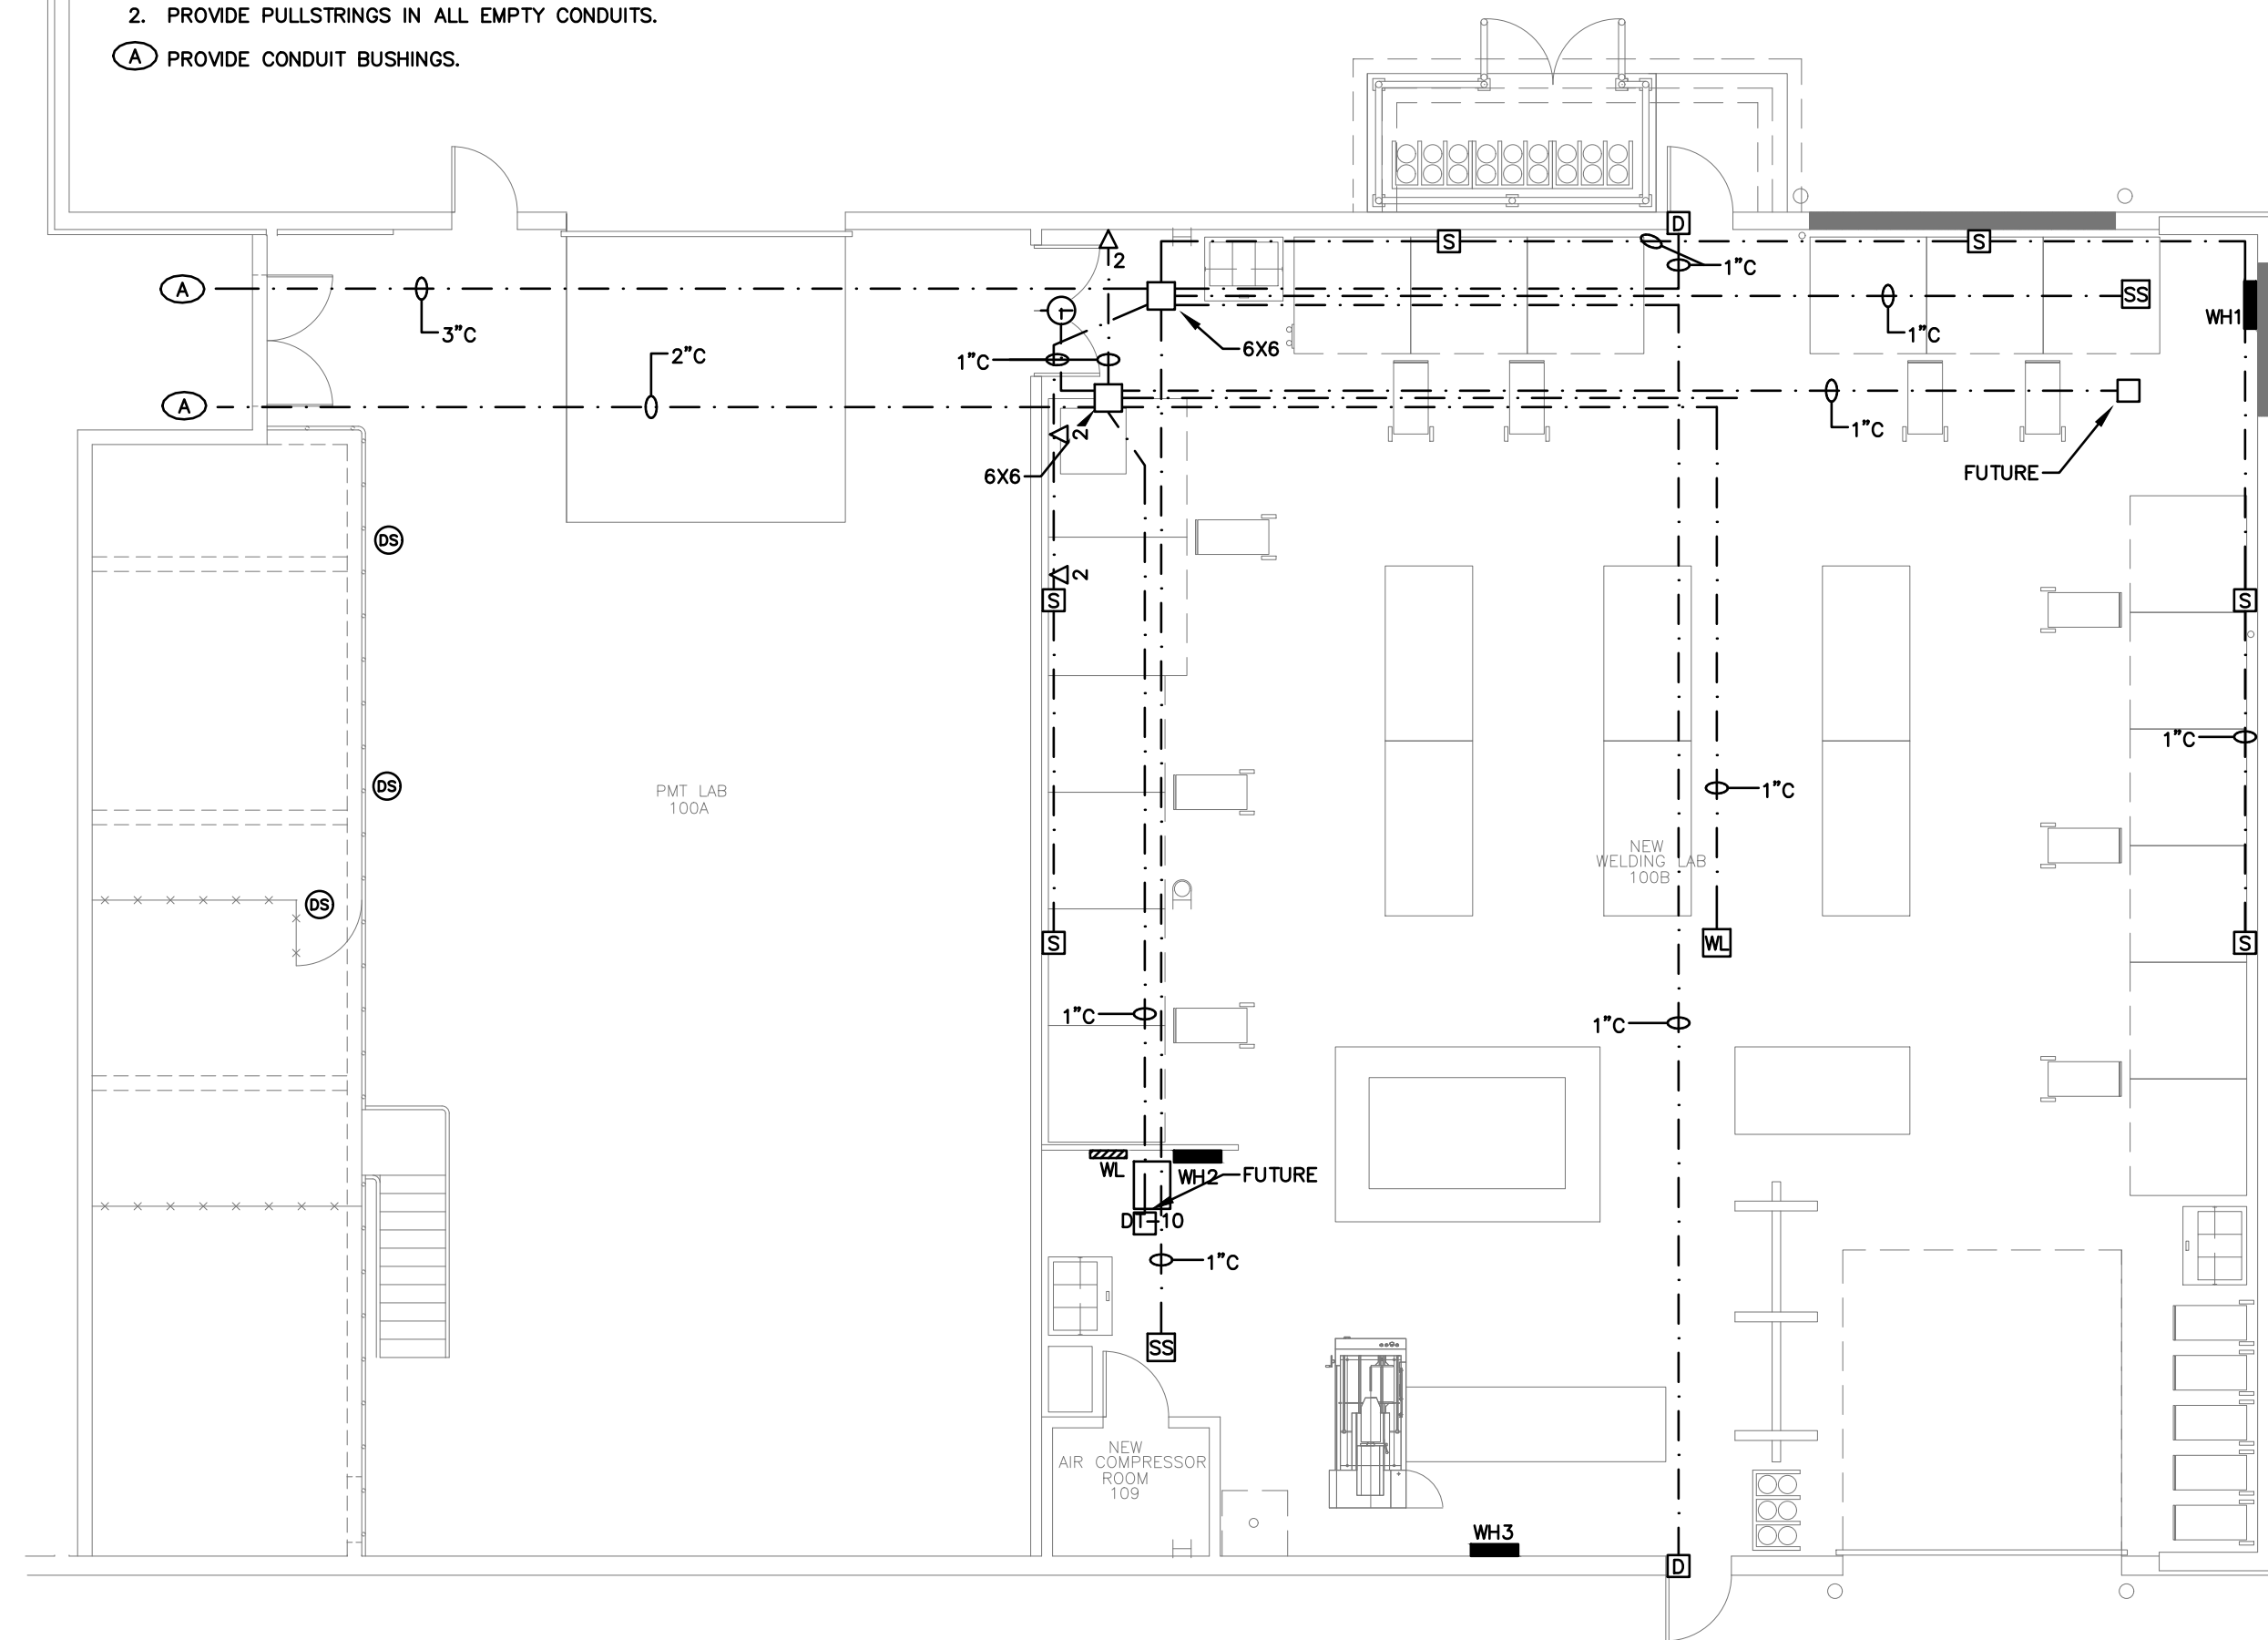 2. PROVIDE PULLSTRINGS IN ALL EMPTY CONDUITS.
A PROVIDE CONDUIT BUSHINGS.
D
S
S
2
1"C
A
3"C
SS
WH1
1
6X6
1"C
2"C
1"C
A
1"C
2
6X6
FUTURE
DS
2
S
S
1"C
DS
PMT LAB
100A
1"C
NEW
WELDING LAB
100B
DS
S
WL
S
1"C
1"C
WL
WH2
FUTURE
DT-10
1"C
SS
NEW
AIR COMPRESSOR
ROOM
109
WH3
D